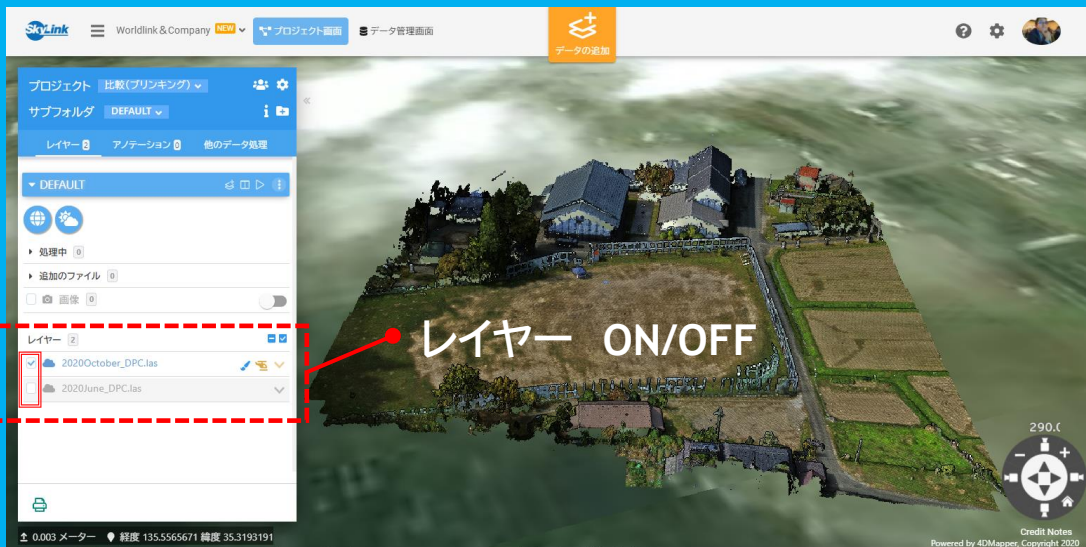 SkyLink
Worldlink & Company NEW
プロジェクト画面
データ管理画面
データの追加
プロジェクト 比較(ブリンキング)
サブフォルダ DEFAULT
レイヤー 2 アノテーション 0 他のデータ処理
DEFAULT
処理中 0
追加のファイル 0
画像 0
レイヤー 2
2020October_DPC.las
2020June_DPC.las
レイヤー ON/OFF
290.(
0.003 メーター 経度 135.5565671 緯度 35.3193191
Credit Notes
Powered by 4DMapper, Copyright 2020